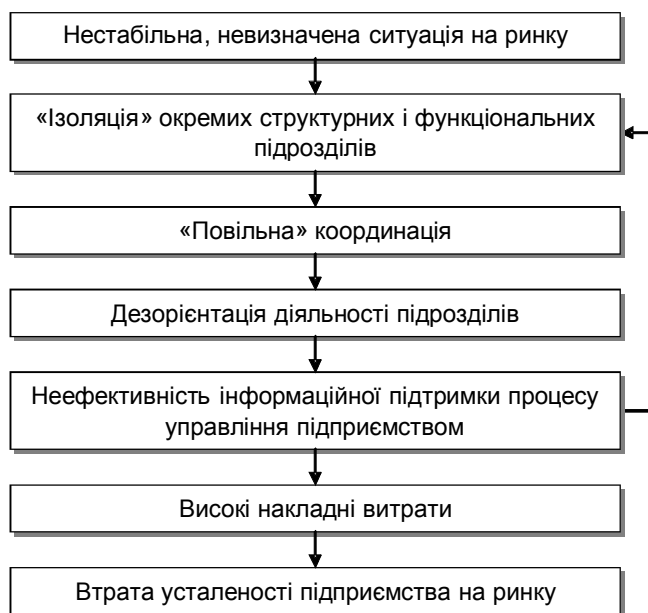 Нестабільна, невизначена ситуація на ринку
«Ізоляція» окремих структурних і функціональних
підрозділів
«Повільна» координація
Дезорієнтація діяльності підрозділів
Неефективність інформаційної підтримки процесу
управління підприємством
Високі накладні витрати
Втрата усталеності підприємства на ринку